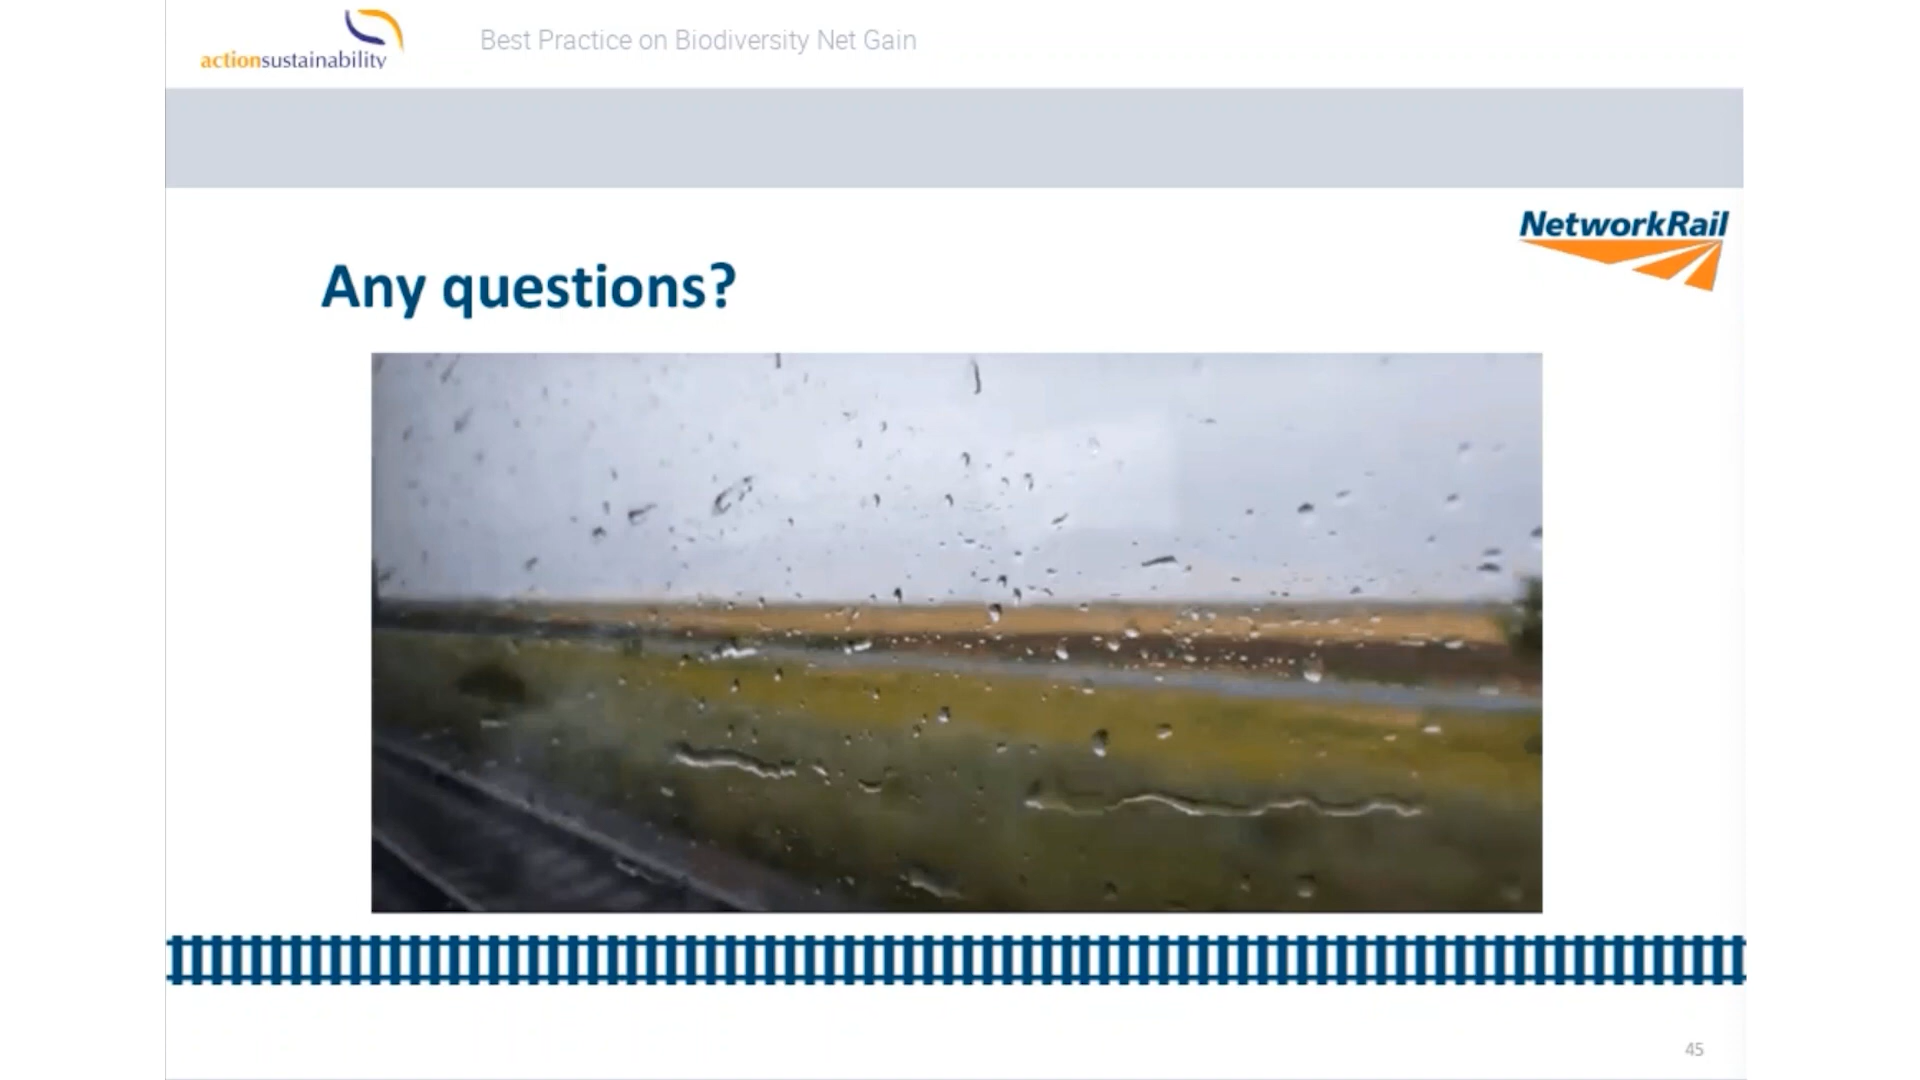 actionsustainability
Best Practice on Biodiversity Net Gain
NetworkRail
Any questions?
45